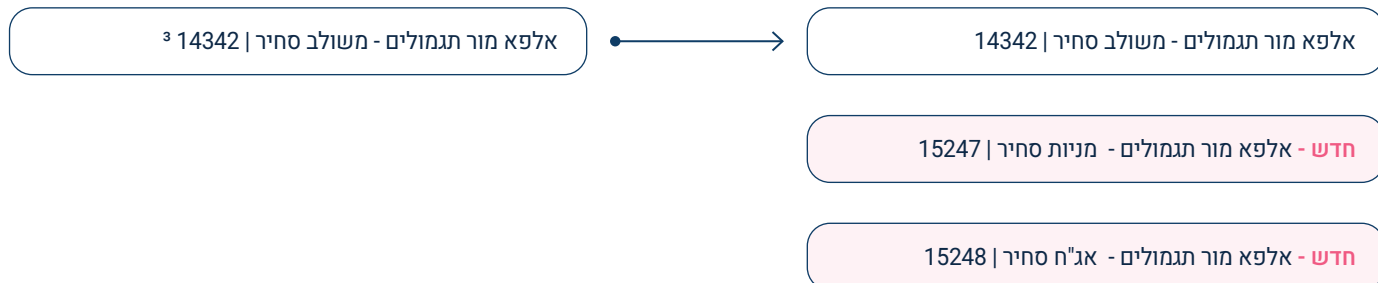 אלפא מור תגמולים - משולב סחיר | 14342
אלפא מור תגמולים - משולב סחיר | 14342 ³
חדש - אלפא מור תגמולים - מניות סחיר | 15247
חדש - אלפא מור תגמולים - אג"ח סחיר | 15248